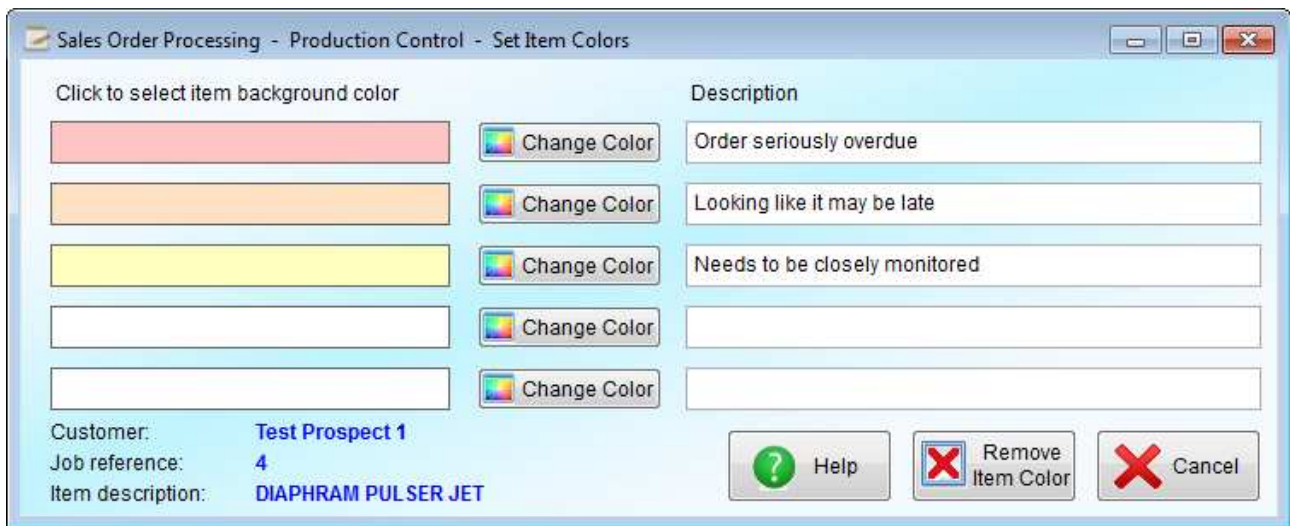 Sales Order Processing - Production Control - Set Item Colors
Click to select item background color Description
Change Color Order seriously overdue
Change Color Looking like it may be late
Change Color Needs to be closely monitored
Change Color
Change Color
Customer: Test Prospect 1
Job reference: 4
Item description: DIAPHRAM PULSER JET
? Help
Remove
Item Color
Cancel